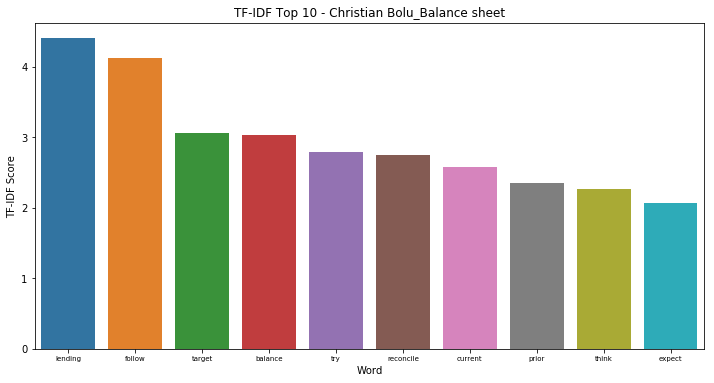 TF-IDF Top 10 - Christian Bolu_Balance sheet
TF-IDF Score
4
3
2
1
0
lending follow target balance try reconcile current prior think expect
Word